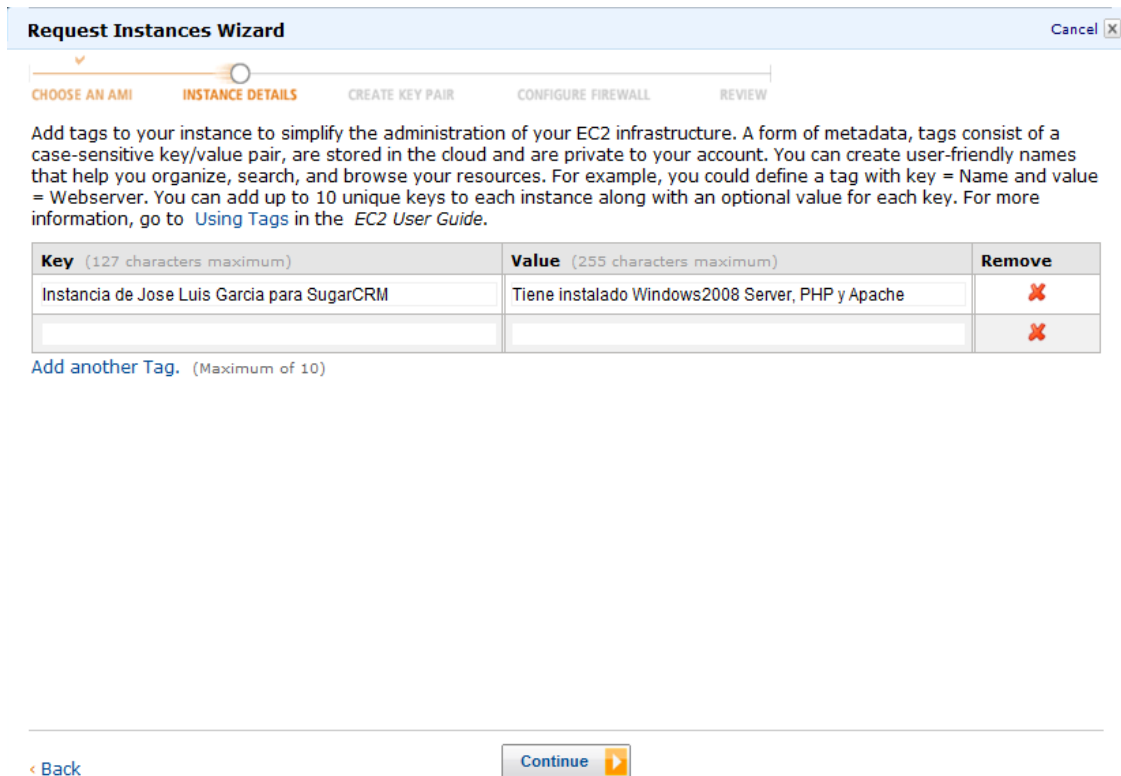 Request Instances Wizard
Cancel
CHOOSE AN AMI INSTANCE DETAILS CREATE KEY PAIR CONFIGURE FIREWALL REVIEW
Add tags to your instance to simplify the administration of your EC2 infrastructure. A form of metadata, tags consist of a
case-sensitive key/value pair, are stored in the cloud and are private to your account. You can create user-friendly names
that help you organize, search, and browse your resources. For example, you could define a tag with key = Name and value
= Webserver. You can add up to 10 unique keys to each instance along with an optional value for each key. For more
information, go to Using Tags in the EC2 User Guide.
Key (127 characters maximum) Value (255 characters maximum) Remove
Instancia de Jose Luis Garcia para SugarCRM Tiene instalado Windows2008 Server, PHP y Apache
Add another Tag. (Maximum of 10)
< Back Continue